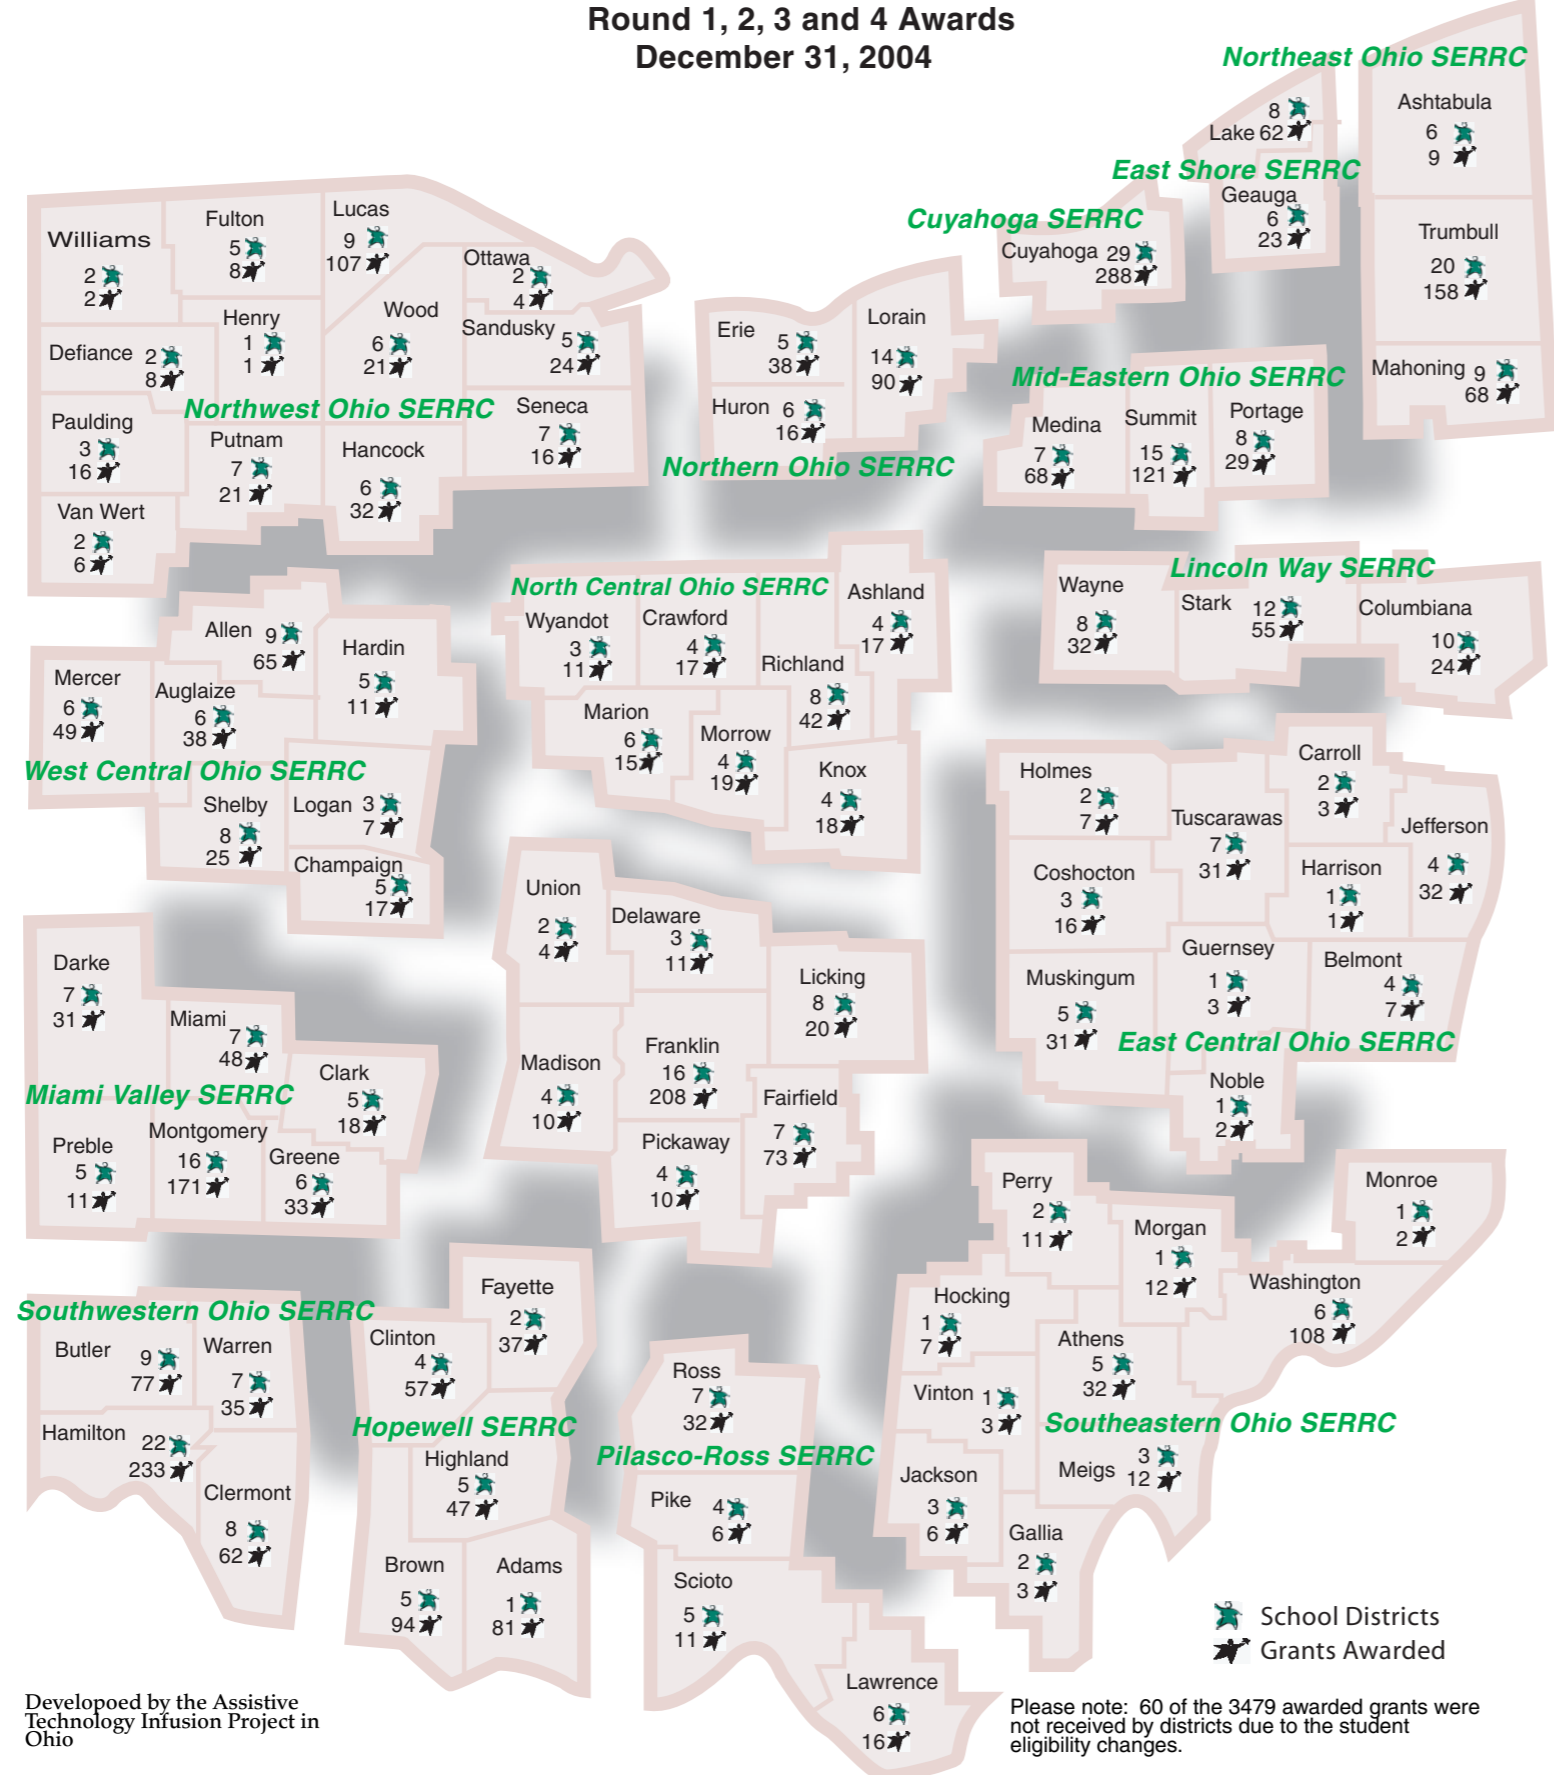 Round 1, 2, 3 and 4 Awards
December 31, 2004
Northeast Ohio SERRC
Ashtabula
6
9
Trumbull
20
158
Mahoning 9
68
8
Lake 62
East Shore SERRC
Geauga
6
23
Cuyahoga SERRC
Cuyahoga 29
288
Williams
2
2
Fulton
5
8
Lucas
9
107
Ottawa
2
4
Henry
1
1
Wood
6
21
Sandusky 5
24
Defiance 2
8
Northwest Ohio SERRC
Paulding
3
16
Putnam
7
21
Hancock
6
32
Seneca
7
16
Van Wert
2
6
Erie 5
38
Lorain
14
90
Huron 6
16
Northern Ohio SERRC
Mid-Eastern Ohio SERRC
Medina
7
68
Summit
15
121
Portage
8
29
North Central Ohio SERRC
Wyandot
3
11
Crawford
4
17
Ashland
4
17
Richland
8
42
Marion
6
15
Morrow
4
19
Knox
4
18
Lincoln Way SERRC
Wayne
8
32
Stark 12
55
Columbiana
10
24
Allen 9
65
Hardin
5
11
Mercer
6
49
Auglaize
6
38
West Central Ohio SERRC
Shelby
8
25
Logan 3
7
Champaign
5
17
Holmes
2
7
Tuscarawas
7
31
Carroll
2
3
Jefferson
4
32
Coshocton
3
16
Harrison
1
1
Muskingum
5
31
Guernsey
1
3
Belmont
4
7
East Central Ohio SERRC
Noble
1
2
Union
2
4
Delaware
3
11
Licking
8
20
Madison
4
10
Franklin
16
208
Fairfield
7
73
Pickaway
4
10
Darke
7
31
Miami
7
48
Clark
5
18
Miami Valley SERRC
Preble
5
11
Montgomery
16
171
Greene
6
33
Perry
2
11
Morgan
1
12
Monroe
1
2
Washington
6
108
Hocking
1
7
Athens
5
32
Vinton 1
3
Southeastern Ohio SERRC
Meigs 3
12
Jackson
3
6
Gallia
2
3
Southwestern Ohio SERRC
Butler 9
77
Warren
7
35
Hamilton 22
233
Clermont
8
62
Fayette
2
37
Clinton
4
57
Hopewell SERRC
Highland
5
47
Brown
5
94
Adams
1
81
Ross
7
32
Pilasco-Ross SERRC
Pike 4
6
Scioto
5
11
Lawrence
6
16
School Districts
Grants Awarded
Developoed by the Assistive
Technology Infusion Project in
Ohio
Please note: 60 of the 3479 awarded grants were
not received by districts due to the student
eligibility changes.